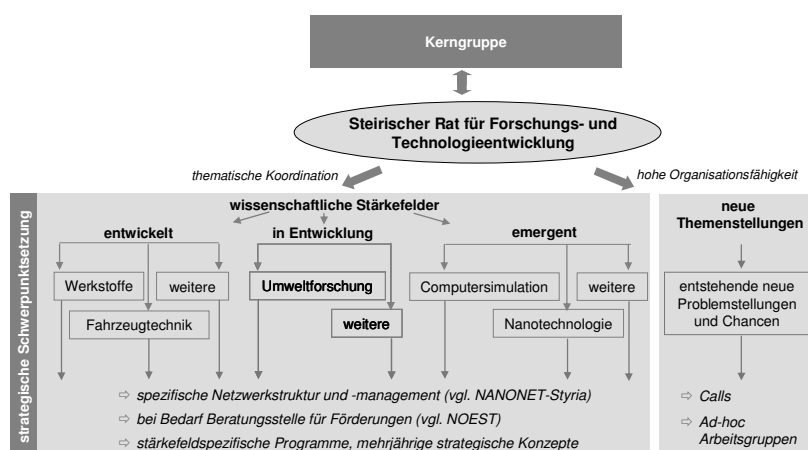 Kerngruppe
Steirischer Rat für Forschungs- und
Technologieentwicklung
thematische Koordination
hohe Organisationsfähigkeit
strategische Schwerpunktsetzung
wissenschaftliche Stärkefelder
entwickelt
in Entwicklung
emergent
Werkstoffe
weitere
Fahrzeugtechnik
Umweltforschung
weitere
Computersimulation
weitere
Nanotechnologie
⇨ spezifische Netzwerkstruktur und -management (vgl. NANONET-Styria)
⇨ bei Bedarf Beratungsstelle für Förderungen (vgl. NOEST)
⇨ stärkefeldspezifische Programme, mehrjährige strategische Konzepte
neue
Themenstellungen
entstehende neue
Problemstellungen
und Chancen
⇨ Calls
⇨ Ad-hoc
Arbeitsgruppen